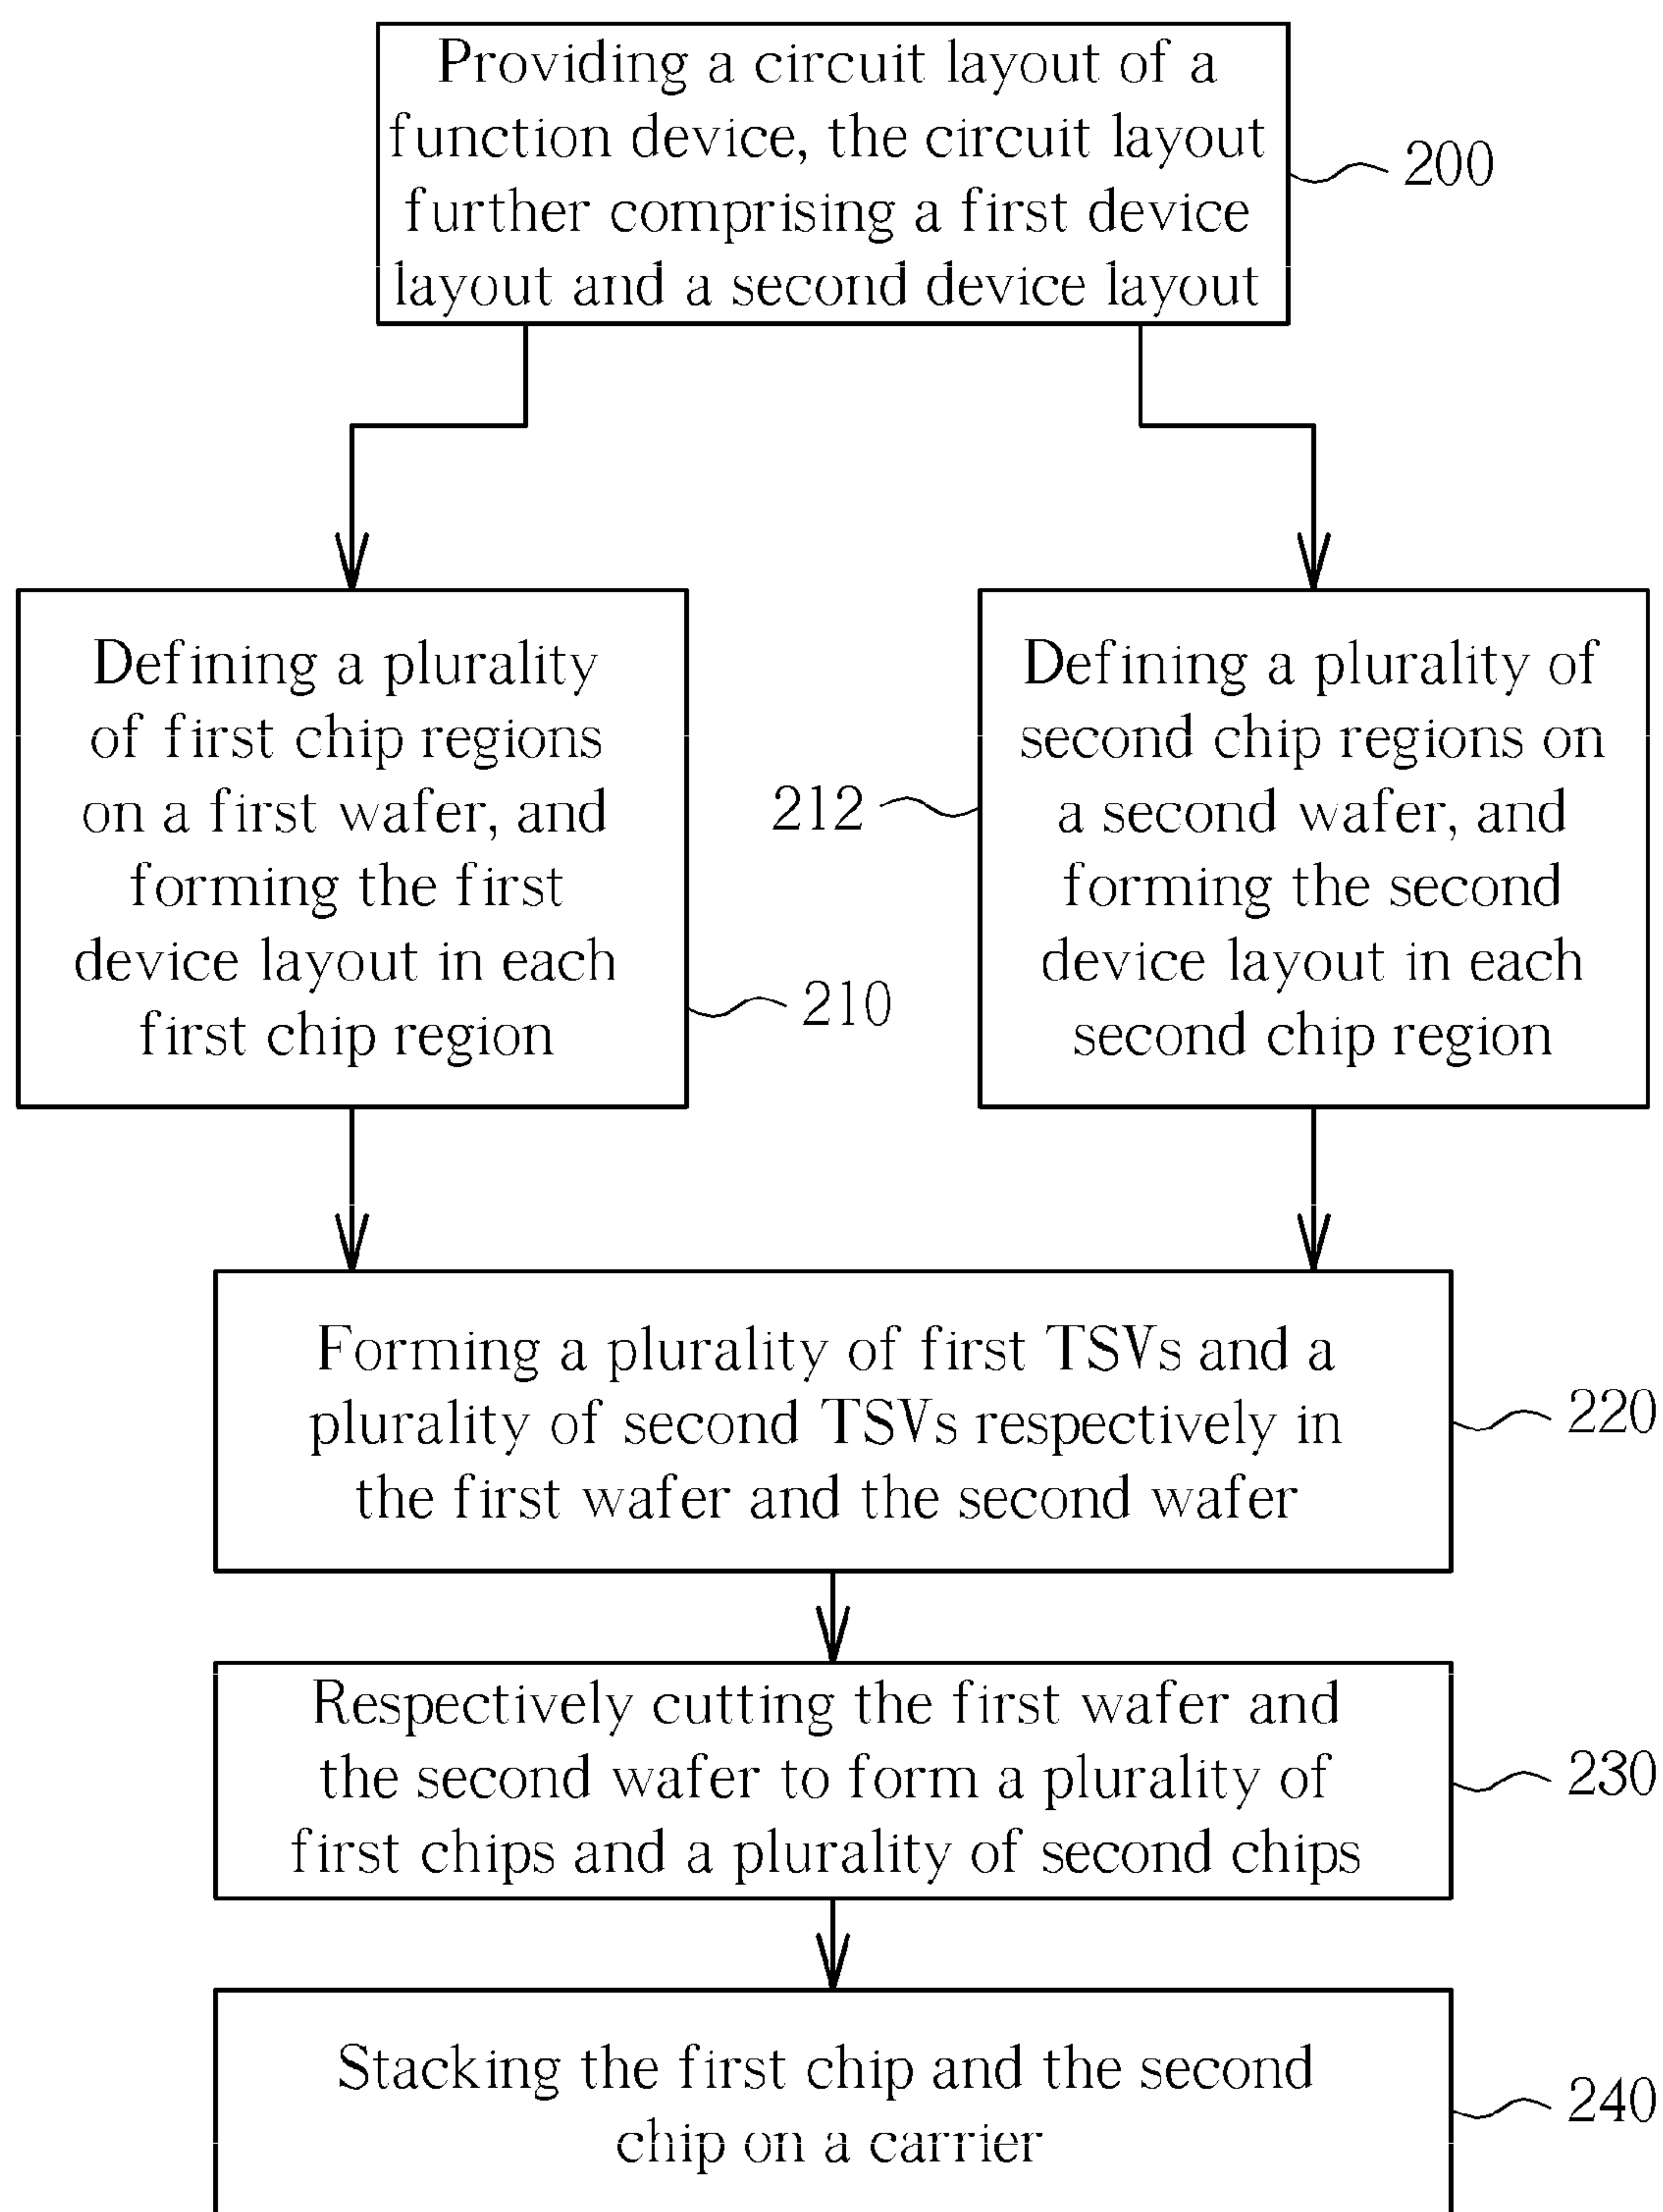 Providing a circuit layout of a
function device, the circuit layout
further comprising a first device
layout and a second device layout
200
Defining a plurality
of first chip regions
on a first wafer, and
forming the first
device layout in each
first chip region
210
Defining a plurality of
second chip regions on
a second wafer, and
forming the second
device layout in each
second chip region
212
Forming a plurality of first TSVs and a
plurality of second TSVs respectively in
the first wafer and the second wafer
220
Respectively cutting the first wafer and
the second wafer to form a plurality of
first chips and a plurality of second chips
230
Stacking the first chip and the second
chip on a carrier
240